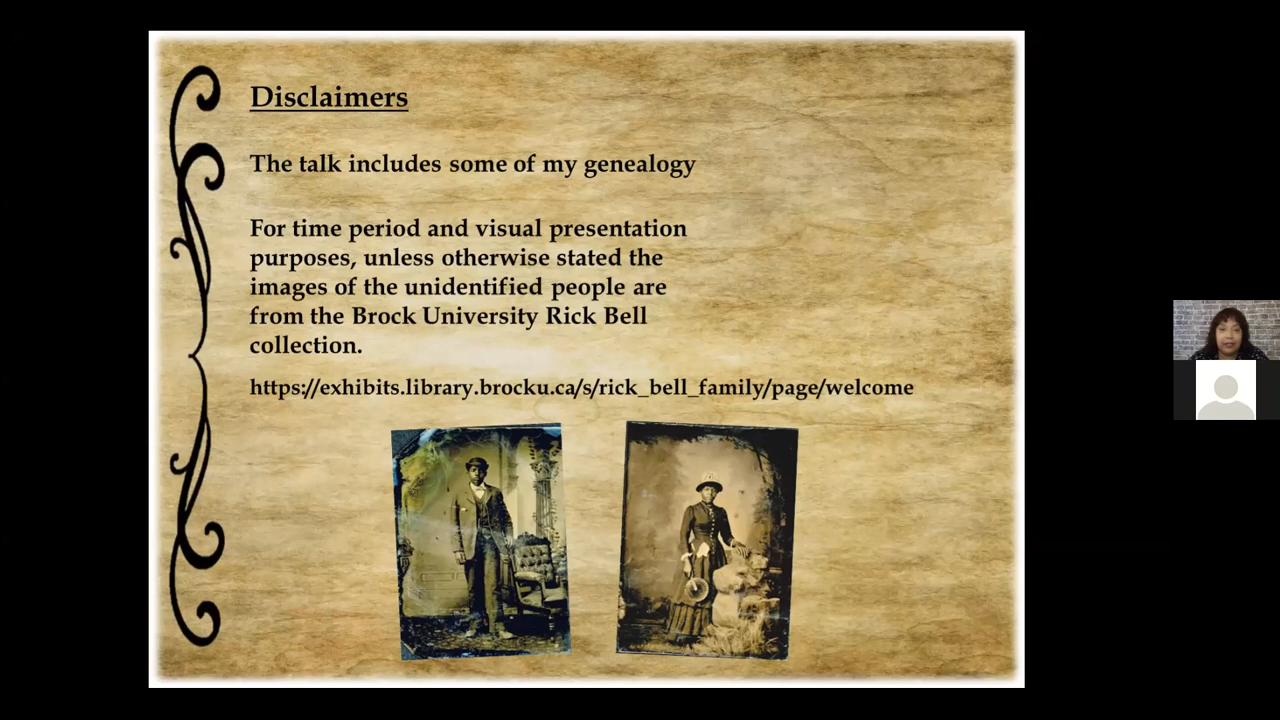 Disclaimers
The talk includes some of my genealogy
For time period and visual presentation
purposes, unless otherwise stated the
images of the unidentified people are
from the Brock University Rick Bell
collection.
https://exhibits.library.brocku.ca/s/rick_bell_family/page/welcome